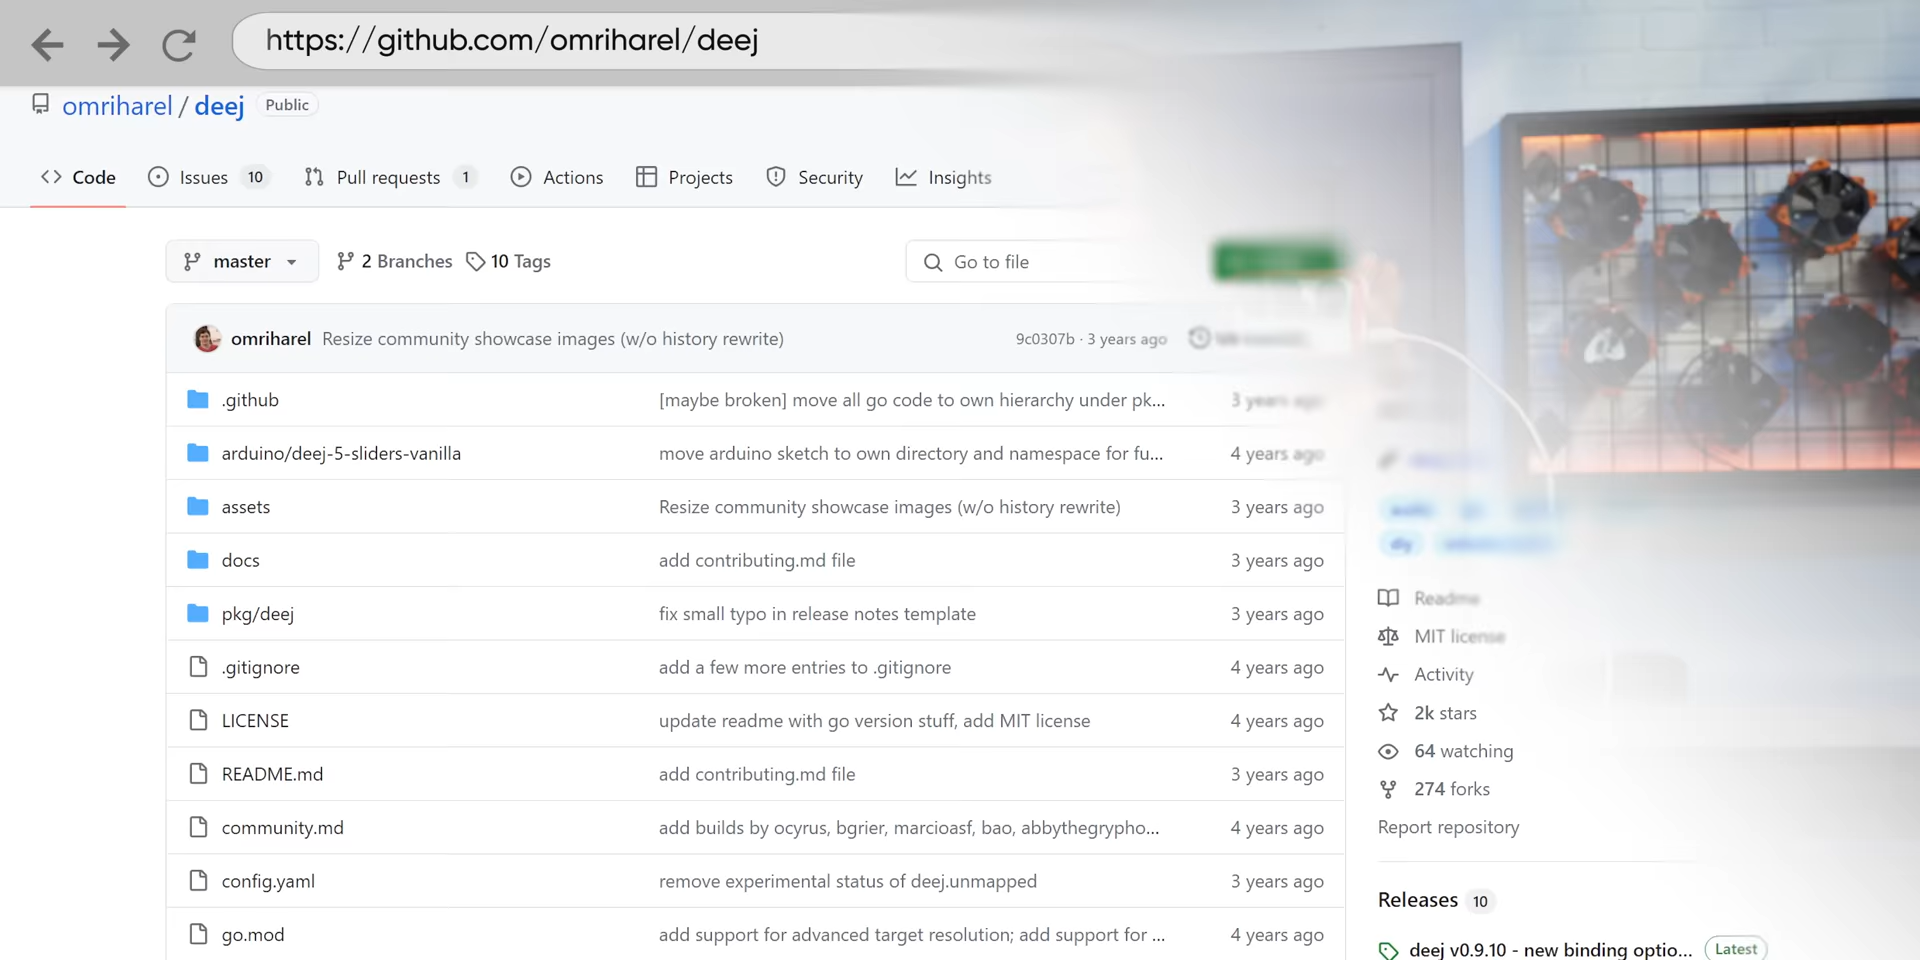 https://github.com/omriharel/deej
omriharel / deej Public
Code Issues 10 Pull requests 1 Actions Projects Security Insights
master 2 Branches 10 Tags Go to file
omriharel Resize community showcase images (w/o history rewrite) 9c0307b · 3 years ago
.github [maybe broken] move all go code to own hierarchy under pk... 3 years ago
arduino/deej-5-sliders-vanilla move arduino sketch to own directory and namespace for fu... 4 years ago
assets Resize community showcase images (w/o history rewrite) 3 years ago
docs add contributing.md file 3 years ago
pkg/deej fix small typo in release notes template 3 years ago
.gitignore add a few more entries to .gitignore 4 years ago
LICENSE update readme with go version stuff, add MIT license 4 years ago
README.md add contributing.md file 3 years ago
community.md add builds by ocyrus, bgrier, marcioasf, bao, abbythegrypho... 4 years ago
config.yaml remove experimental status of deej.unmapped 3 years ago
go.mod add support for advanced target resolution; add support for ... 4 years ago
Readme
MIT license
Activity
2k stars
64 watching
274 forks
Report repository
Releases 10
deej v0.9.10 - new binding optio... Latest